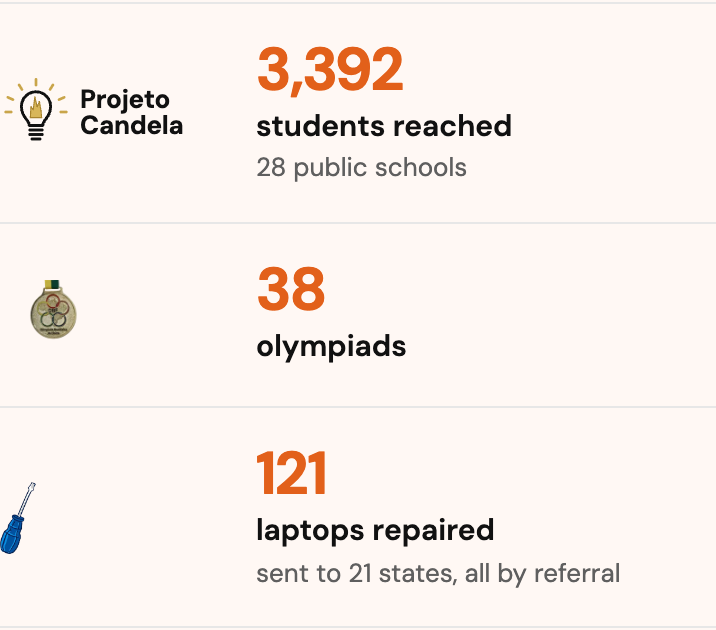 Projeto
Candela
3,392
students reached
28 public schools
38
olympiads
121
laptops repaired
sent to 21 states, all by referral